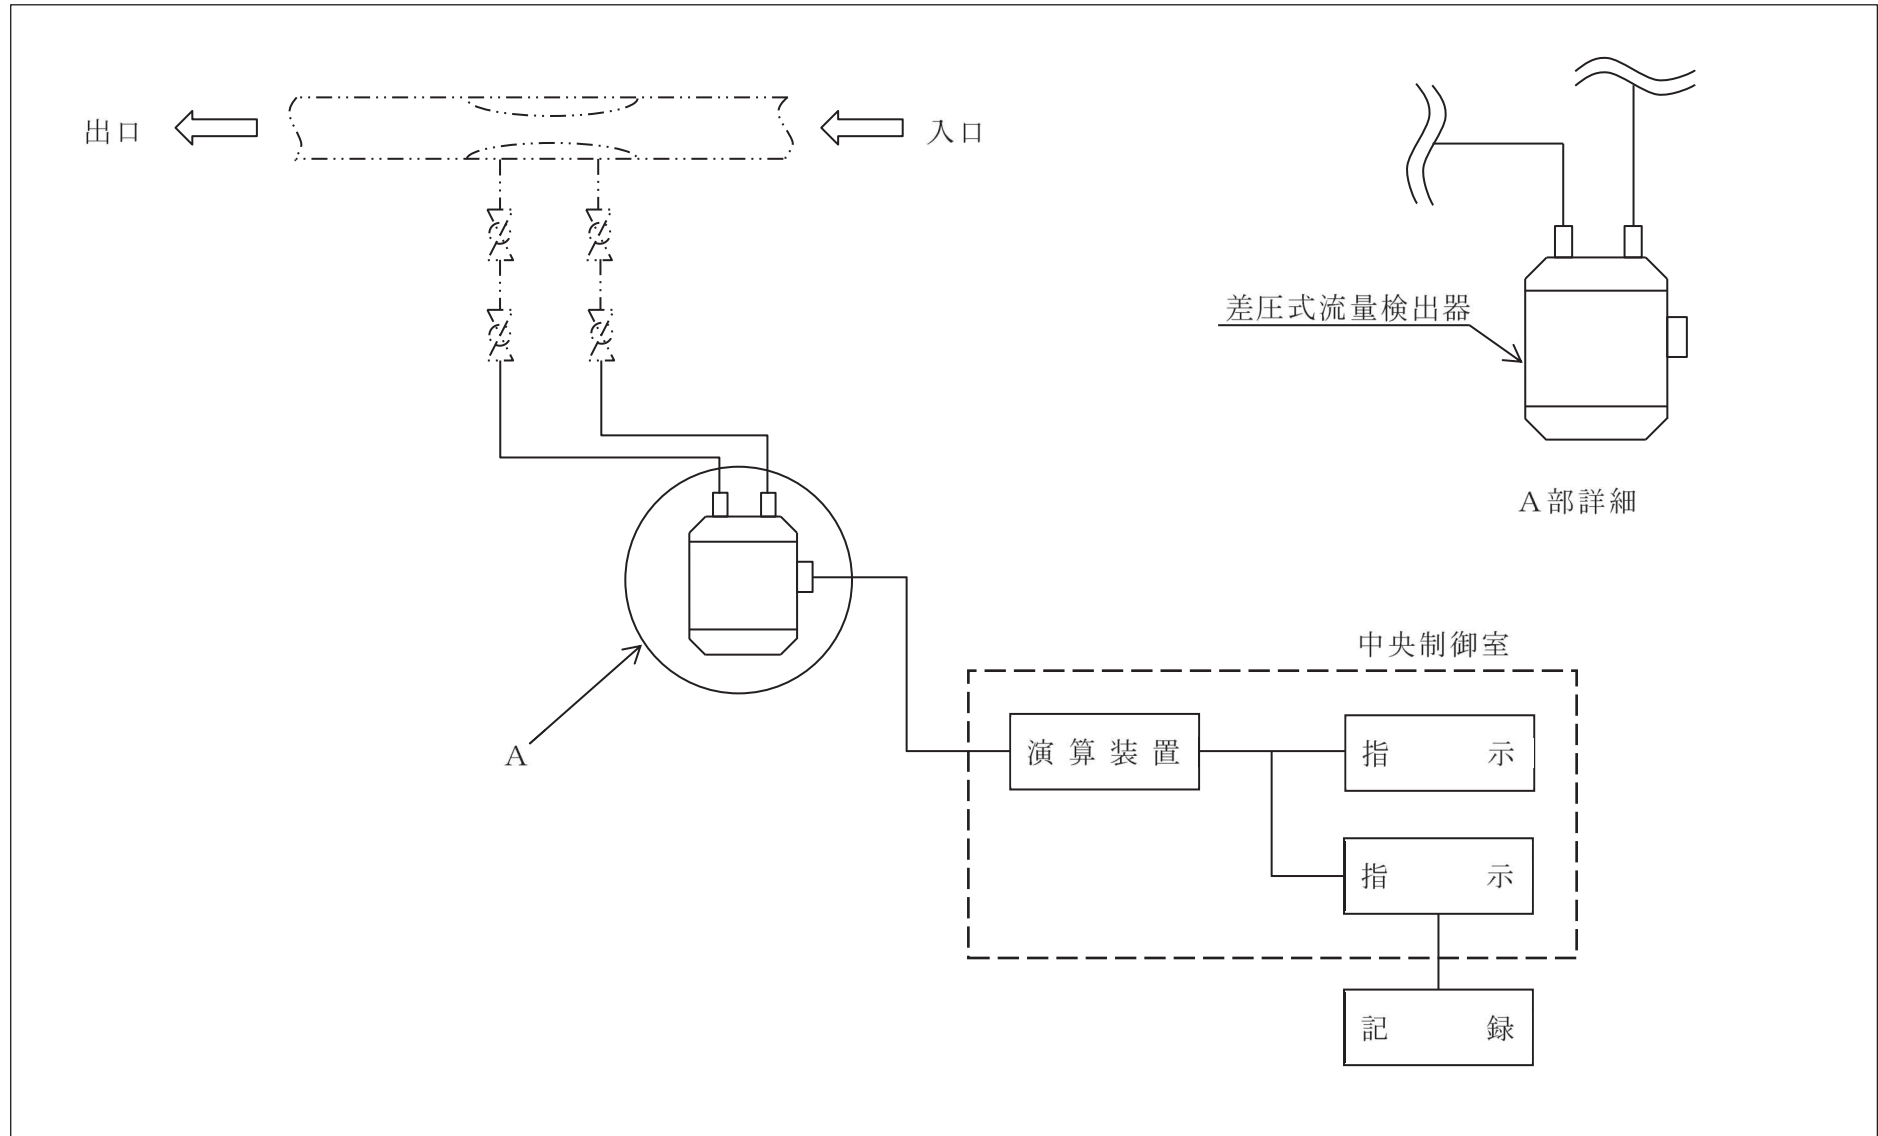 出口
入口
差圧式流量検出器
A部詳細
A
中央制御室
演算装置
指示
指示
記録